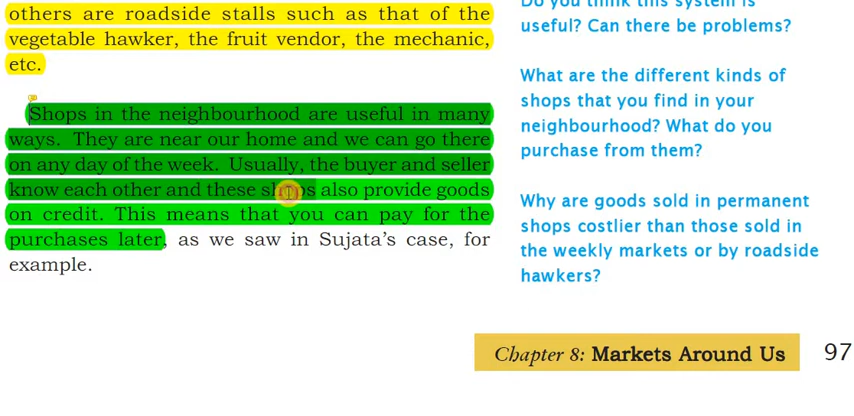 others are roadside stalls such as that of the
vegetable hawker, the fruit vendor, the mechanic,
etc.
Shops in the neighbourhood are useful in many
ways. They are near our home and we can go there
on any day of the week. Usually, the buyer and seller
know each other and these shops also provide goods
on credit. This means that you can pay for the
purchases later, as we saw in Sujata's case, for
example.
Do you think this system is
useful? Can there be problems?
What are the different kinds of
shops that you find in your
neighbourhood? What do you
purchase from them?
Why are goods sold in permanent
shops costlier than those sold in
the weekly markets or by roadside
hawkers?
Chapter 8: Markets Around Us 97